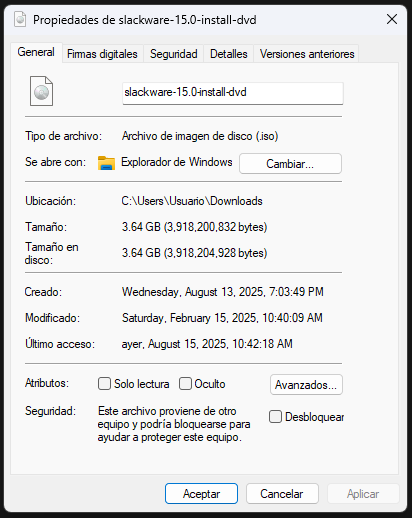 Propiedades de slackware-15.0-install-dvd
General Firmas digitales Seguridad Detalles Versiones anteriores
slackware-15.0-install-dvd
Tipo de archivo: Archivo de imagen de disco (.iso)
Se abre con: Explorador de Windows Cambiar...
Ubicación: C:\Users\Usuario\Downloads
Tamaño: 3.64 GB (3,918,200,832 bytes)
Tamaño en
disco: 3.64 GB (3,918,204,928 bytes)
Creado: Wednesday, August 13, 2025, 7:03:49 PM
Modificado: Saturday, February 15, 2025, 10:40:09 AM
Último acceso: ayer, August 15, 2025, 10:42:18 AM
Atributos: Solo lectura Oculto Avanzados...
Seguridad: Este archivo proviene de otro
equipo y podría bloquearse para
ayudar a proteger este equipo.
Desbloquear
Aceptar Cancelar Aplicar